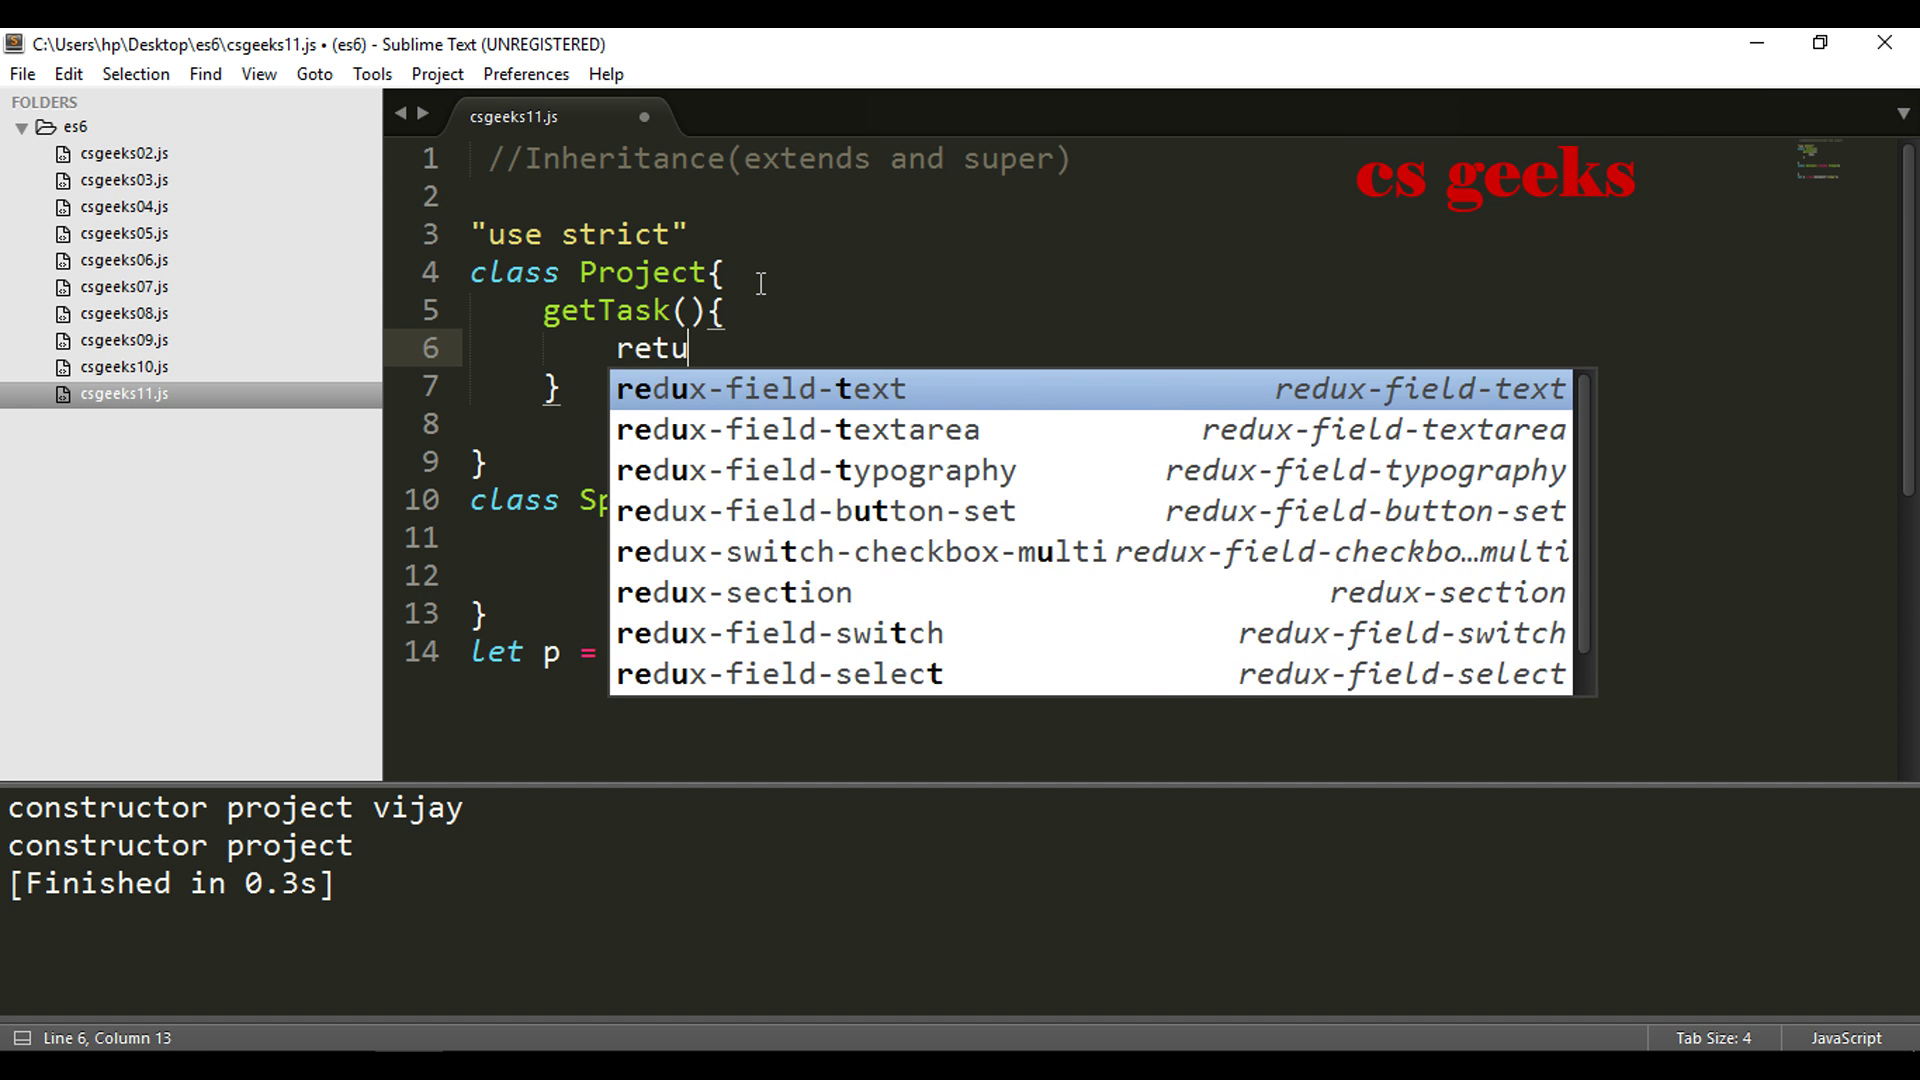 C:\Users\hp\Desktop\es6\csgeeks11.js • (es6) - Sublime Text (UNREGISTERED)
File Edit Selection Find View Goto Tools Project Preferences Help
FOLDERS
es6
csgeeks02.js
csgeeks03.js
csgeeks04.js
csgeeks05.js
csgeeks06.js
csgeeks07.js
csgeeks08.js
csgeeks09.js
csgeeks10.js
csgeeks11.js
csgeeks11.js
cs geeks
1 //Inheritance(extends and super)
2
3 "use strict"
4 class Project{
5 getTask(){
6 retu
7 }
8
9 }
10 class Sp
11
12
13 }
14 let p =
redux-field-text redux-field-text
redux-field-textarea redux-field-textarea
redux-field-typography redux-field-typography
redux-field-button-set redux-field-button-set
redux-switch-checkbox-multi redux-field-checkbo…multi
redux-section redux-section
redux-field-switch redux-field-switch
redux-field-select redux-field-select
constructor project vijay
constructor project
[Finished in 0.3s]
Line 6, Column 13
Tab Size: 4
JavaScript